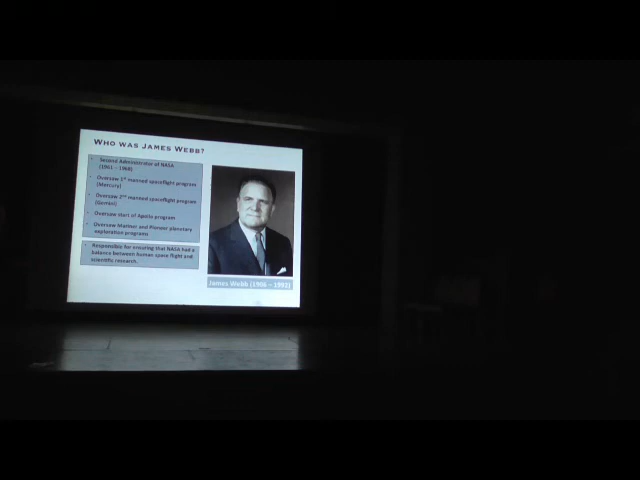 WHO WAS JAMES WEBB?
• Second Administrator of NASA
(1961 – 1968)
• Oversaw 1st manned spaceflight program
(Mercury)
• Oversaw 2nd manned spaceflight program
(Gemini)
• Oversaw start of Apollo program
• Oversaw Mariner and Pioneer planetary
exploration programs
• Responsible for ensuring that NASA had a
balance between human space flight and
scientific research.
James Webb (1906 – 1992)